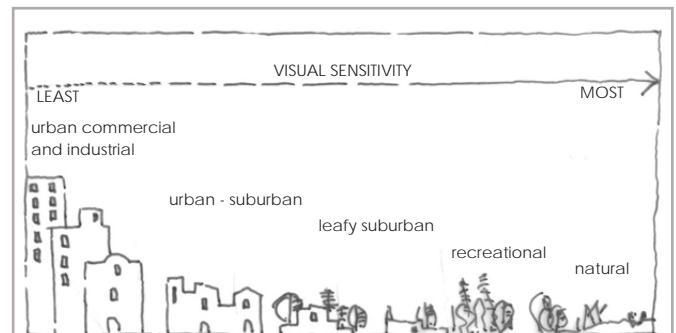 VISUAL SENSITIVITY
LEAST
MOST
urban commercial
and industrial
urban - suburban
leafy suburban
recreational
natural